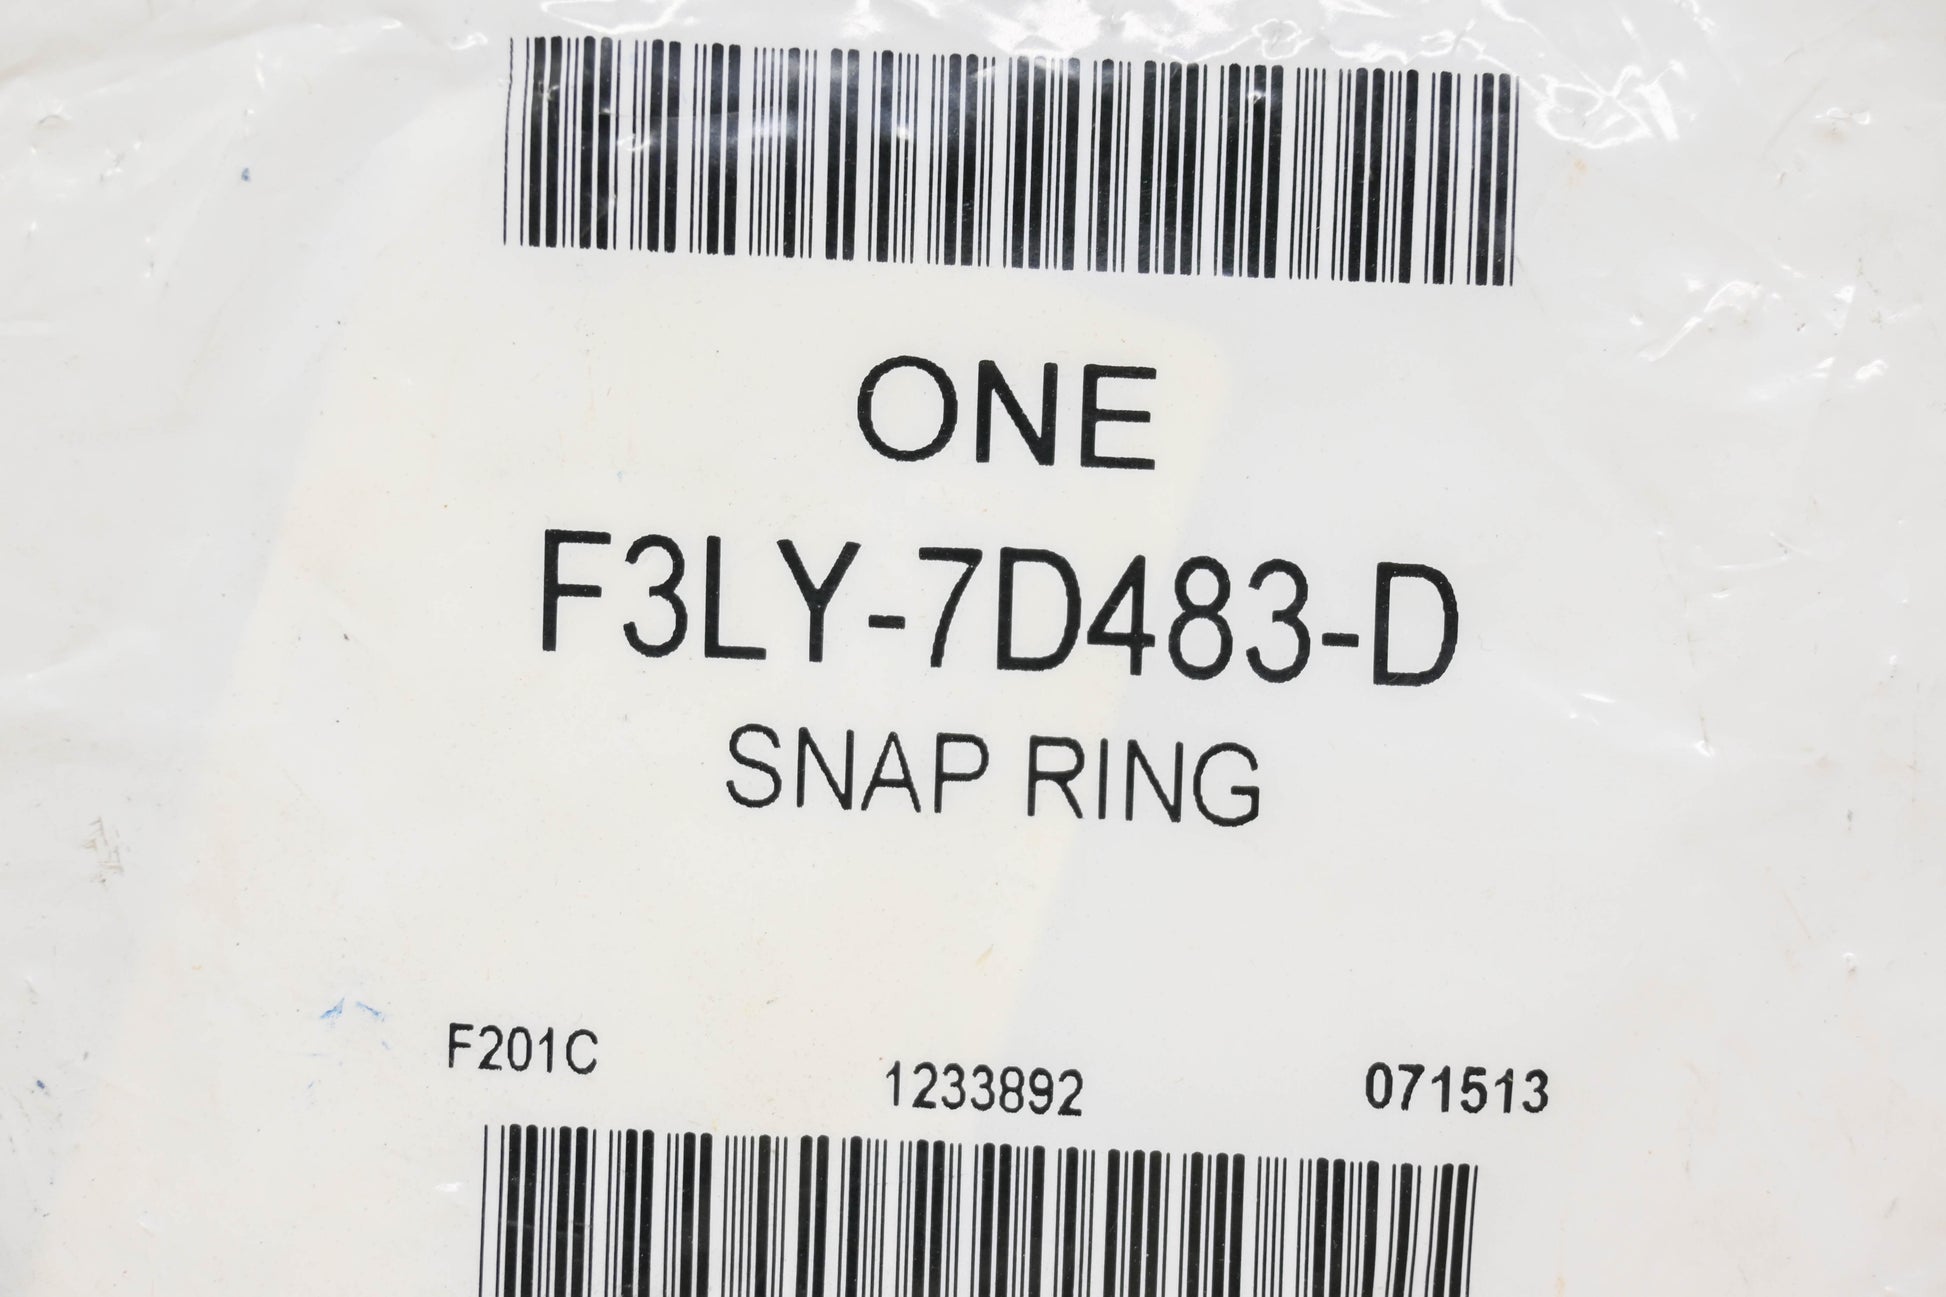 ONE
F3LY-7D483-D
SNAP RING
F201C 1233892 071513